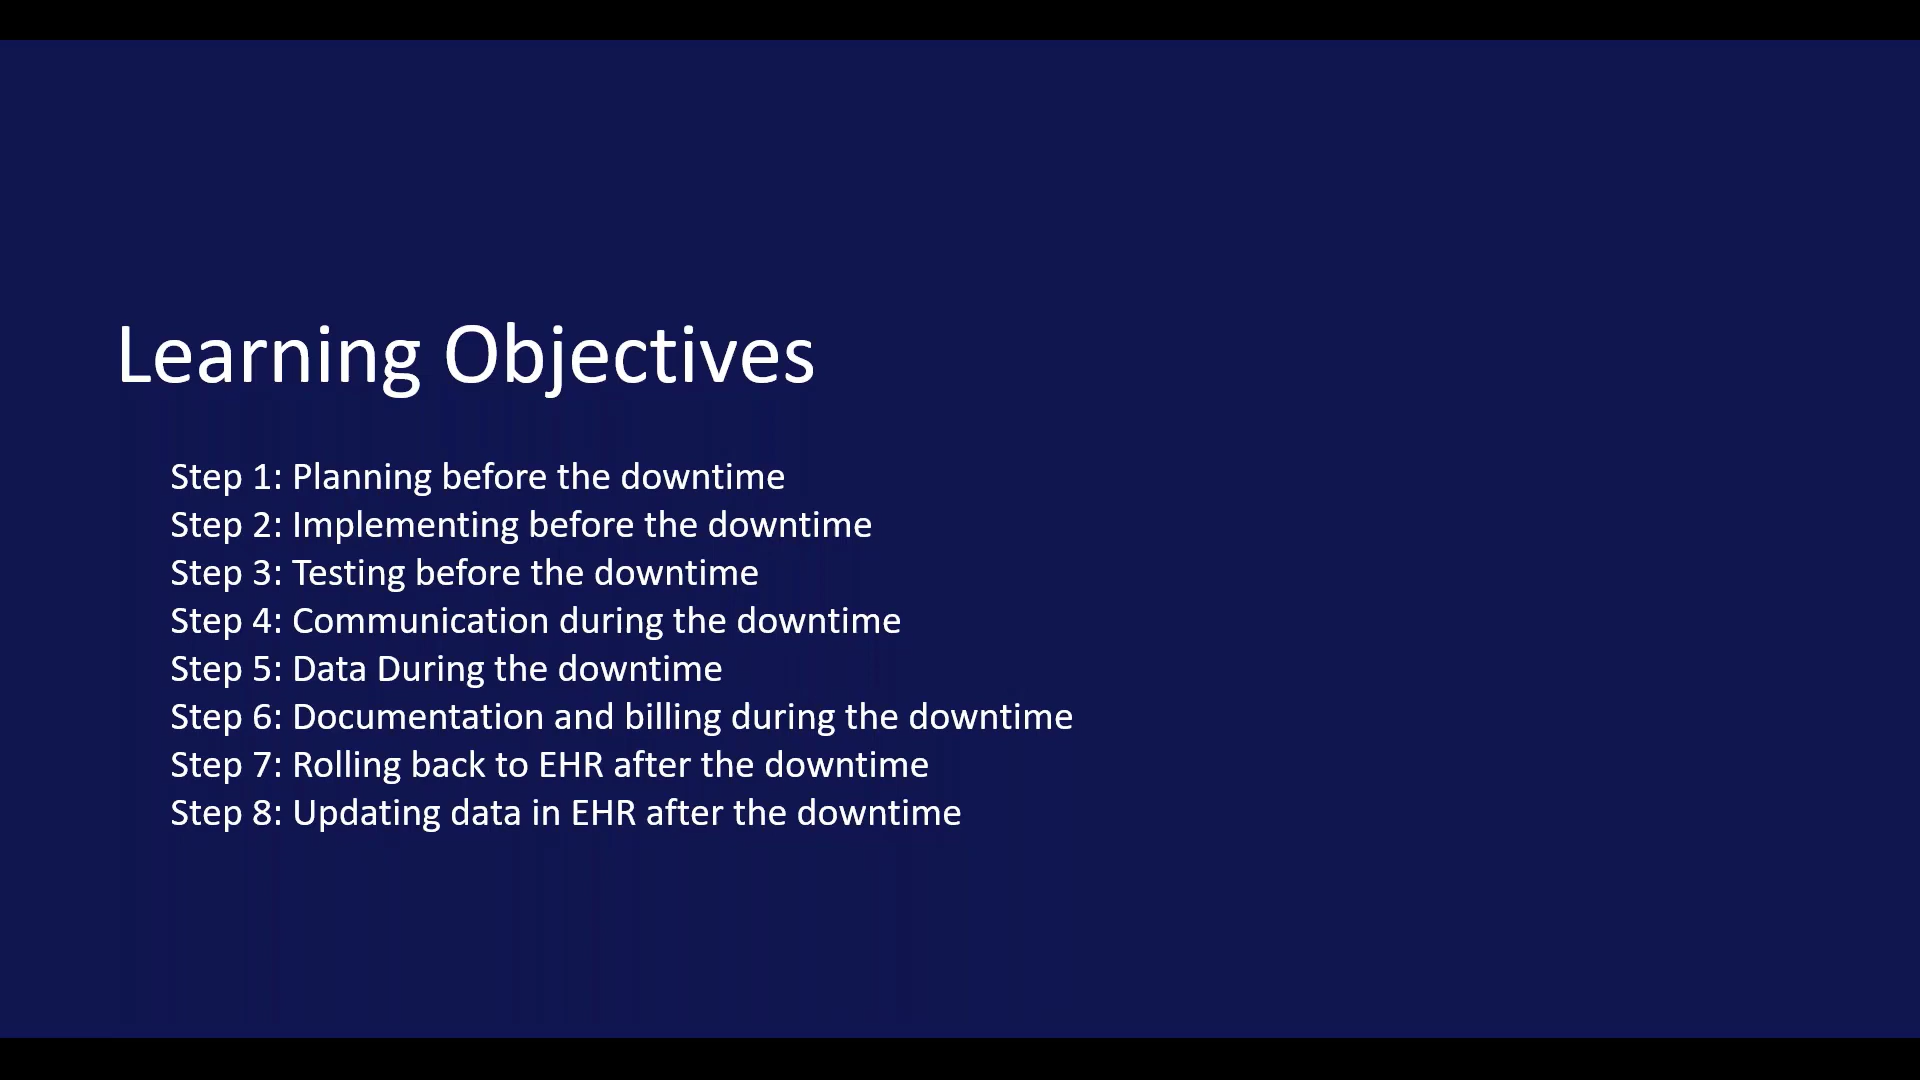 Learning Objectives
Step 1: Planning before the downtime
Step 2: Implementing before the downtime
Step 3: Testing before the downtime
Step 4: Communication during the downtime
Step 5: Data During the downtime
Step 6: Documentation and billing during the downtime
Step 7: Rolling back to EHR after the downtime
Step 8: Updating data in EHR after the downtime